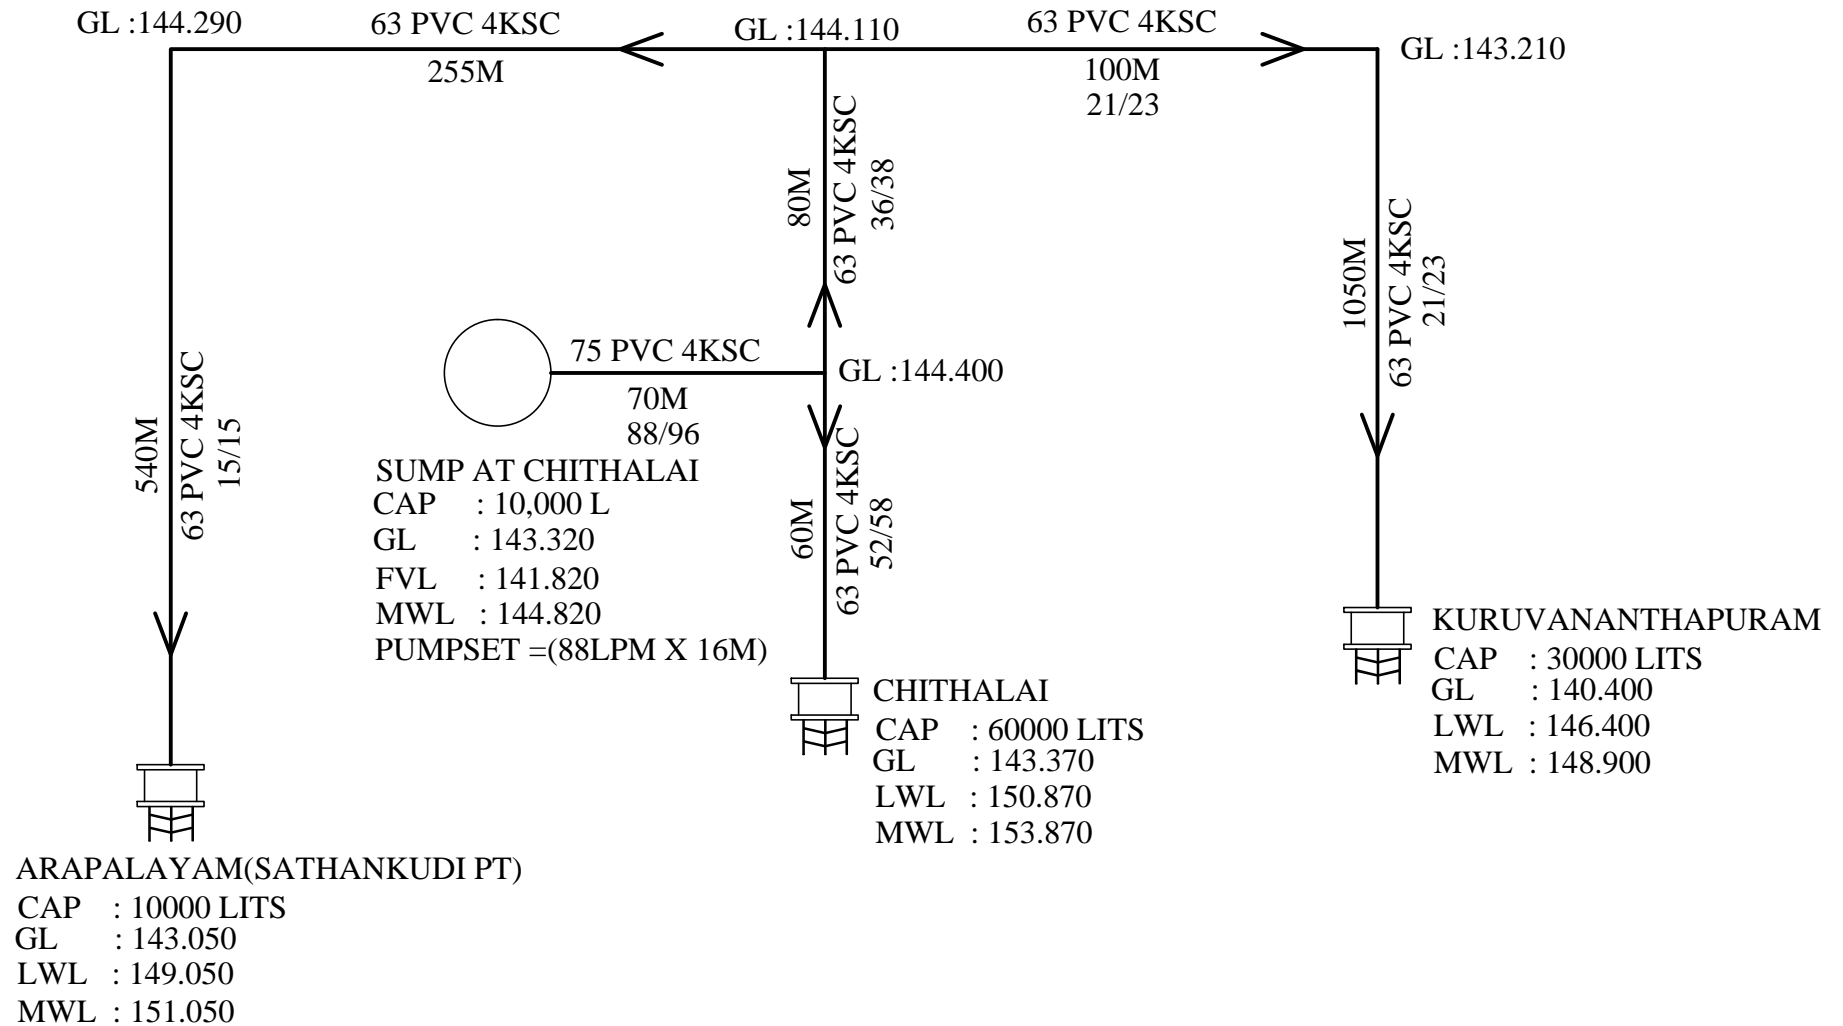 GL :144.290
63 PVC 4KSC
255M
GL :144.110
63 PVC 4KSC
100M
21/23
GL :143.210
80M
63 PVC 4KSC
36/38
1050M
63 PVC 4KSC
21/23
75 PVC 4KSC
70M
88/96
GL :144.400
540M
63 PVC 4KSC
15/15
60M
63 PVC 4KSC
52/58
SUMP AT CHITHALAI
CAP : 10,000 L
GL : 143.320
FVL : 141.820
MWL : 144.820
PUMPSET =(88LPM X 16M)
KURUVANANTHAPURAM
CAP : 30000 LITS
GL : 140.400
LWL : 146.400
MWL : 148.900
CHITHALAI
CAP : 60000 LITS
GL : 143.370
LWL : 150.870
MWL : 153.870
ARAPALAYAM(SATHANKUDI PT)
CAP : 10000 LITS
GL : 143.050
LWL : 149.050
MWL : 151.050